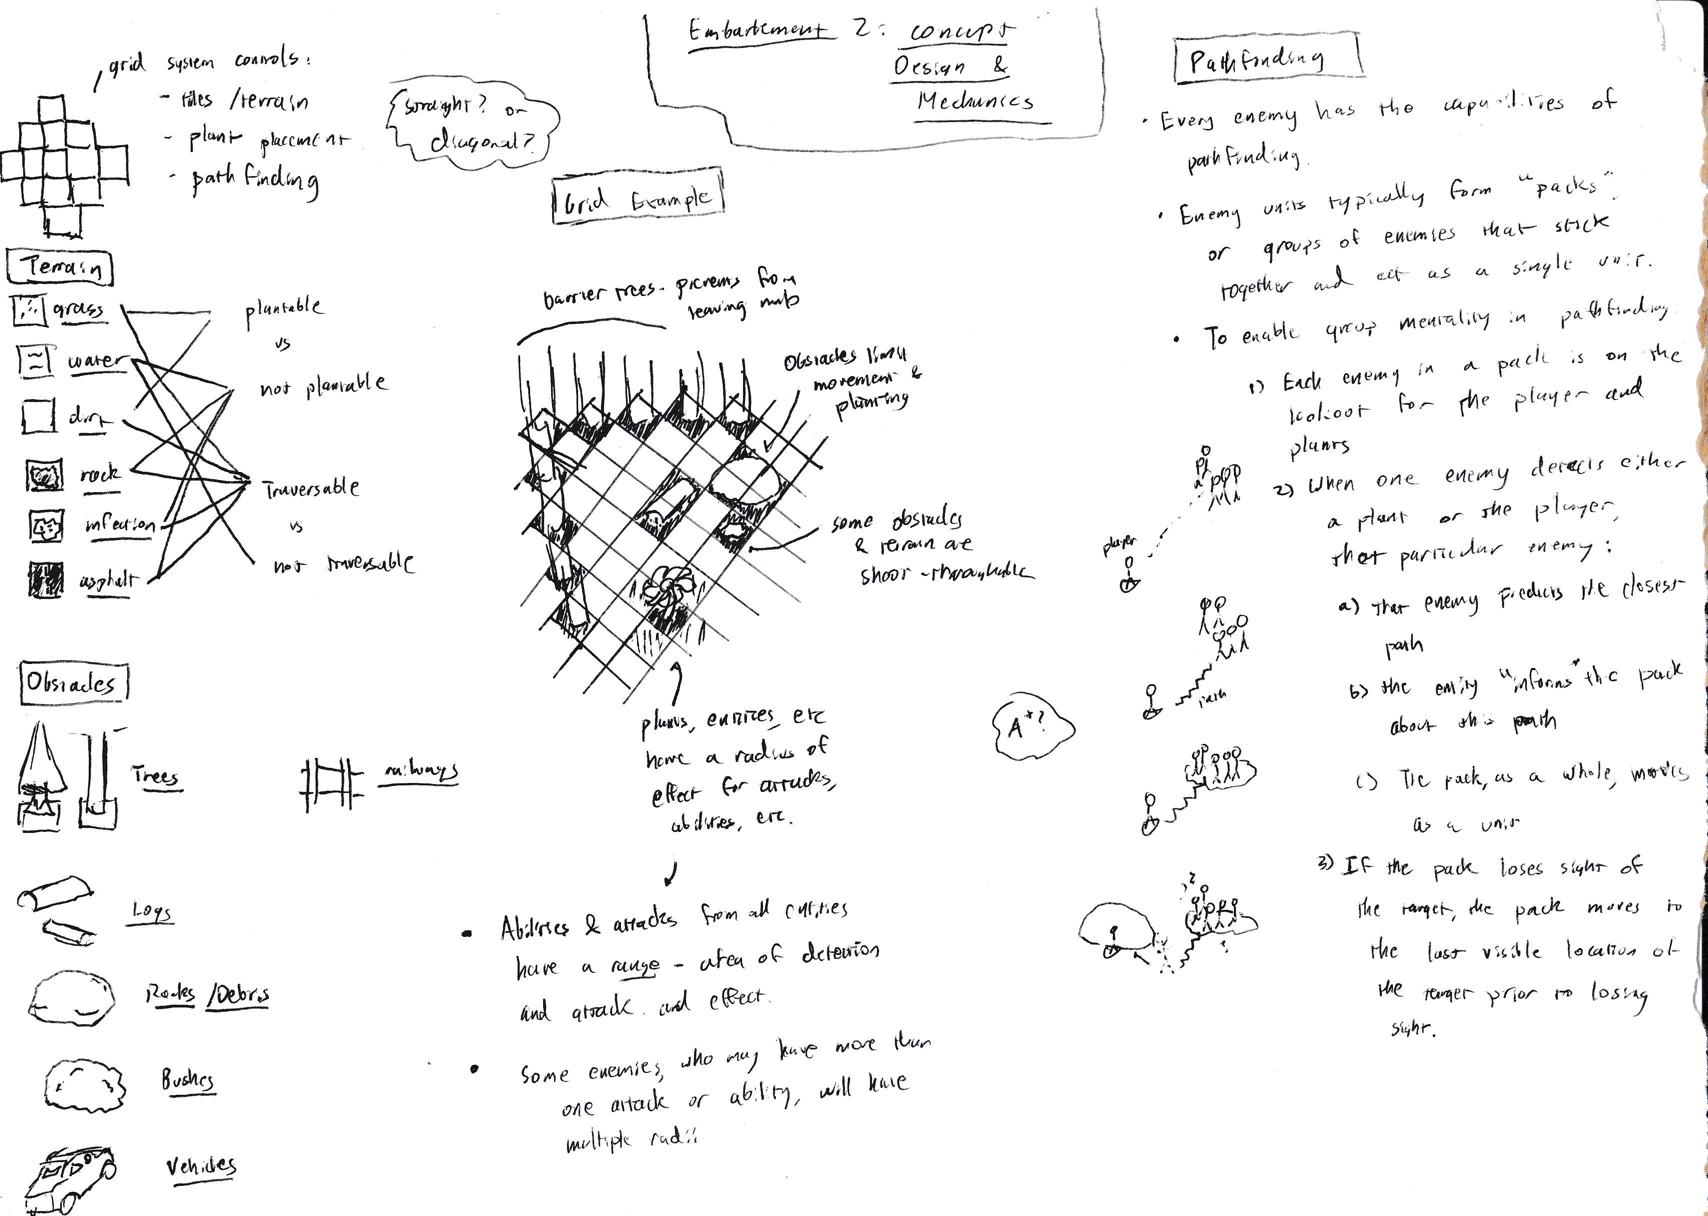 Embartement 2: concept
Design &
Mechanics
grid system controls:
- tiles /terrain
- plant placement
- pathfinding
straight? or
diagonal?
Grid Example
Terrain
grass
water
dirt
rock
infection
asphalt
plantable
vs
not plantable
Traversable
vs
not traversable
barrier trees - prevents from
leaving map
Obstacles limit
movement &
planting
some obstacles
& terrain are
shoot-throughable
plants, entities, etc
have a radius of
effect for attacks,
abilities, etc.
• Abilities & attacks from all entities
have a range - area of detection
and attack. and effect.
• Some enemies, who may have more than
one attack or ability, will have
multiple radii
Obstacles
Trees
railways
Logs
Rocks /Debris
Bushes
Vehicles
Pathfinding
• Every enemy has the capabilities of
pathfinding.
• Enemy units typically form "packs"
or groups of enemies that stick
together and act as a single unit.
• To enable group mentality in pathfinding
1) Each enemy in a pack is on the
lookout for the player and
plants
2) When one enemy detects either
a plant or the player,
that particular enemy:
a) That enemy predicts the closest
path
b) the entity "informs" the pack
about this path
c) The pack, as a whole, moves
as a unit
3) If the pack loses sight of
the target, the pack moves to
the last visible location of
the target prior to losing
sight.
player
path
A*?
?
?